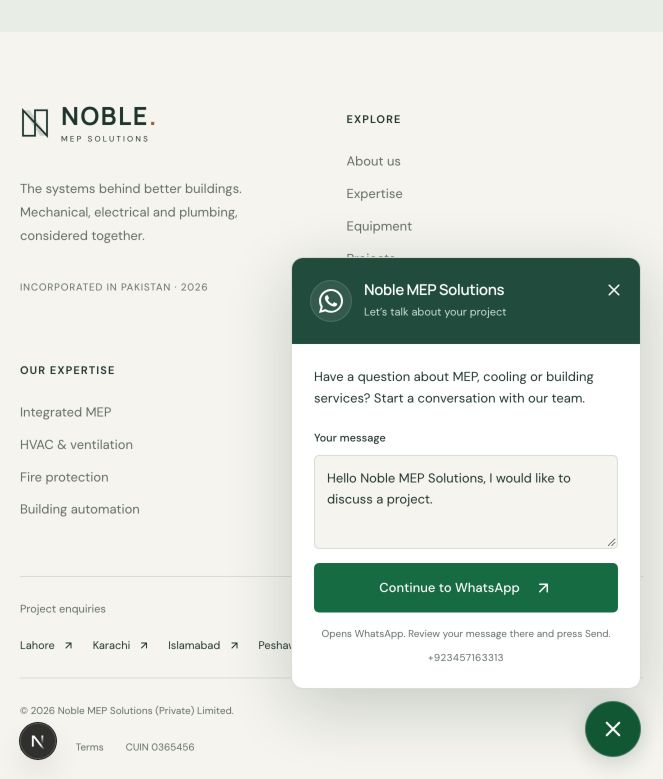 NOBLE.
MEP SOLUTIONS
The systems behind better buildings.
Mechanical, electrical and plumbing,
considered together.
INCORPORATED IN PAKISTAN · 2026
EXPLORE
About us
Expertise
Equipment
Projects
OUR EXPERTISE
Integrated MEP
HVAC & ventilation
Fire protection
Building automation
Noble MEP Solutions
Let's talk about your project
Have a question about MEP, cooling or building
services? Start a conversation with our team.
Your message
Hello Noble MEP Solutions, I would like to
discuss a project.
Continue to WhatsApp
Opens WhatsApp. Review your message there and press Send.
+923457163313
Project enquiries
Lahore Karachi Islamabad
© 2026 Noble MEP Solutions (Private) Limited.
N Terms CUIN 0365456